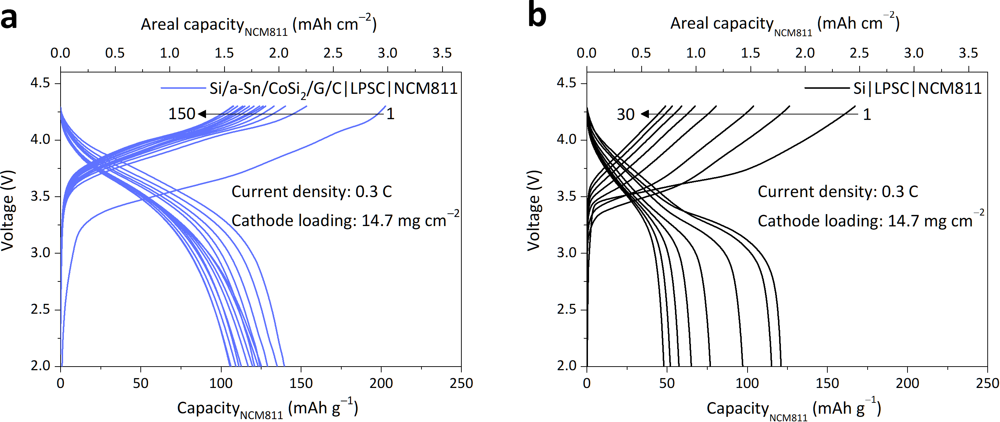 a
Areal capacityNCM811 (mAh cm−2)
0.0 0.5 1.0 1.5 2.0 2.5 3.0 3.5
4.5
4.0
3.5
3.0
2.5
2.0
Voltage (V)
Si/a-Sn/CoSi2/G/C|LPSC|NCM811
150 1
Current density: 0.3 C
Cathode loading: 14.7 mg cm−2
0 50 100 150 200 250
CapacityNCM811 (mAh g−1)
b
Areal capacityNCM811 (mAh cm−2)
0.0 0.5 1.0 1.5 2.0 2.5 3.0 3.5
4.5
4.0
3.5
3.0
2.5
2.0
Voltage (V)
Si|LPSC|NCM811
30 1
Current density: 0.3 C
Cathode loading: 14.7 mg cm−2
0 50 100 150 200 250
CapacityNCM811 (mAh g−1)